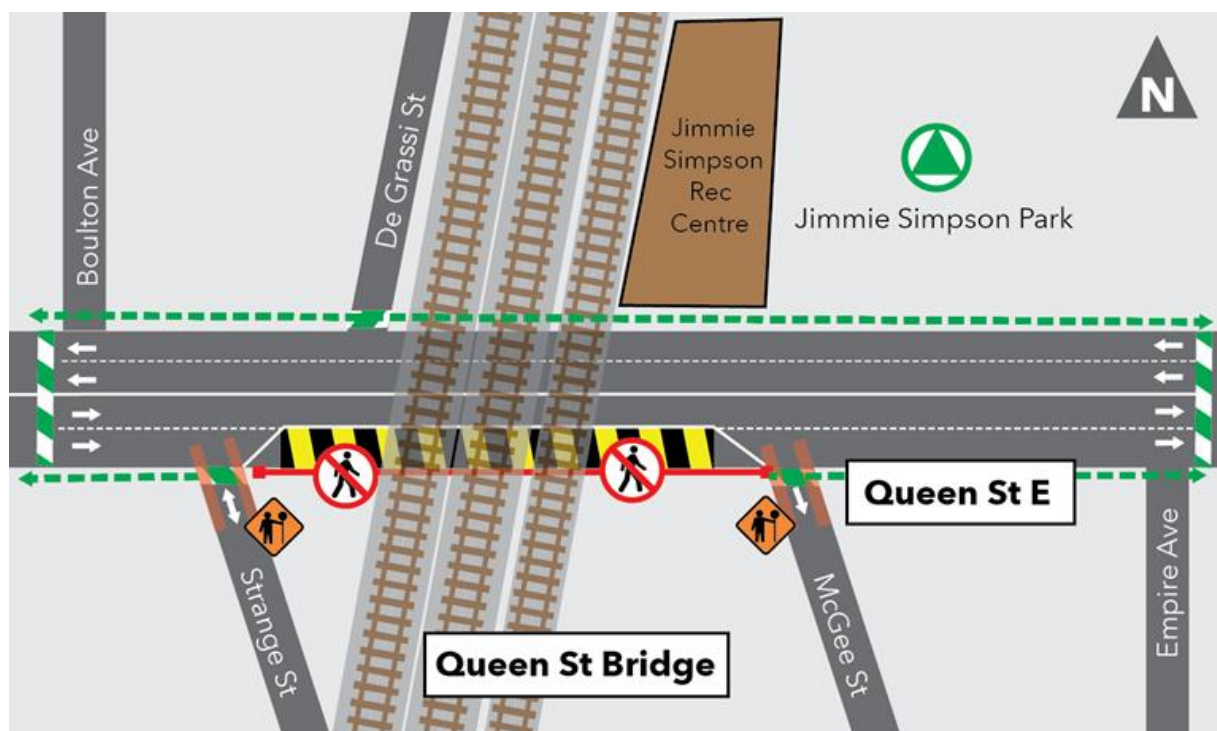 Boulton Ave
De Grassi St
Jimmie
Simpson
Rec
Centre
N
Jimmie Simpson Park
Queen St E
Strange St
Queen St Bridge
McGee St
Empire Ave